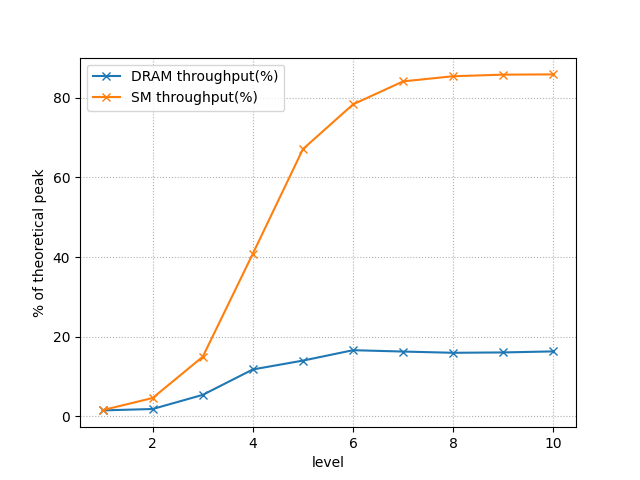 DRAM throughput(%)
SM throughput(%)
% of theoretical peak
80
60
40
20
0
2
4
6
8
10
level